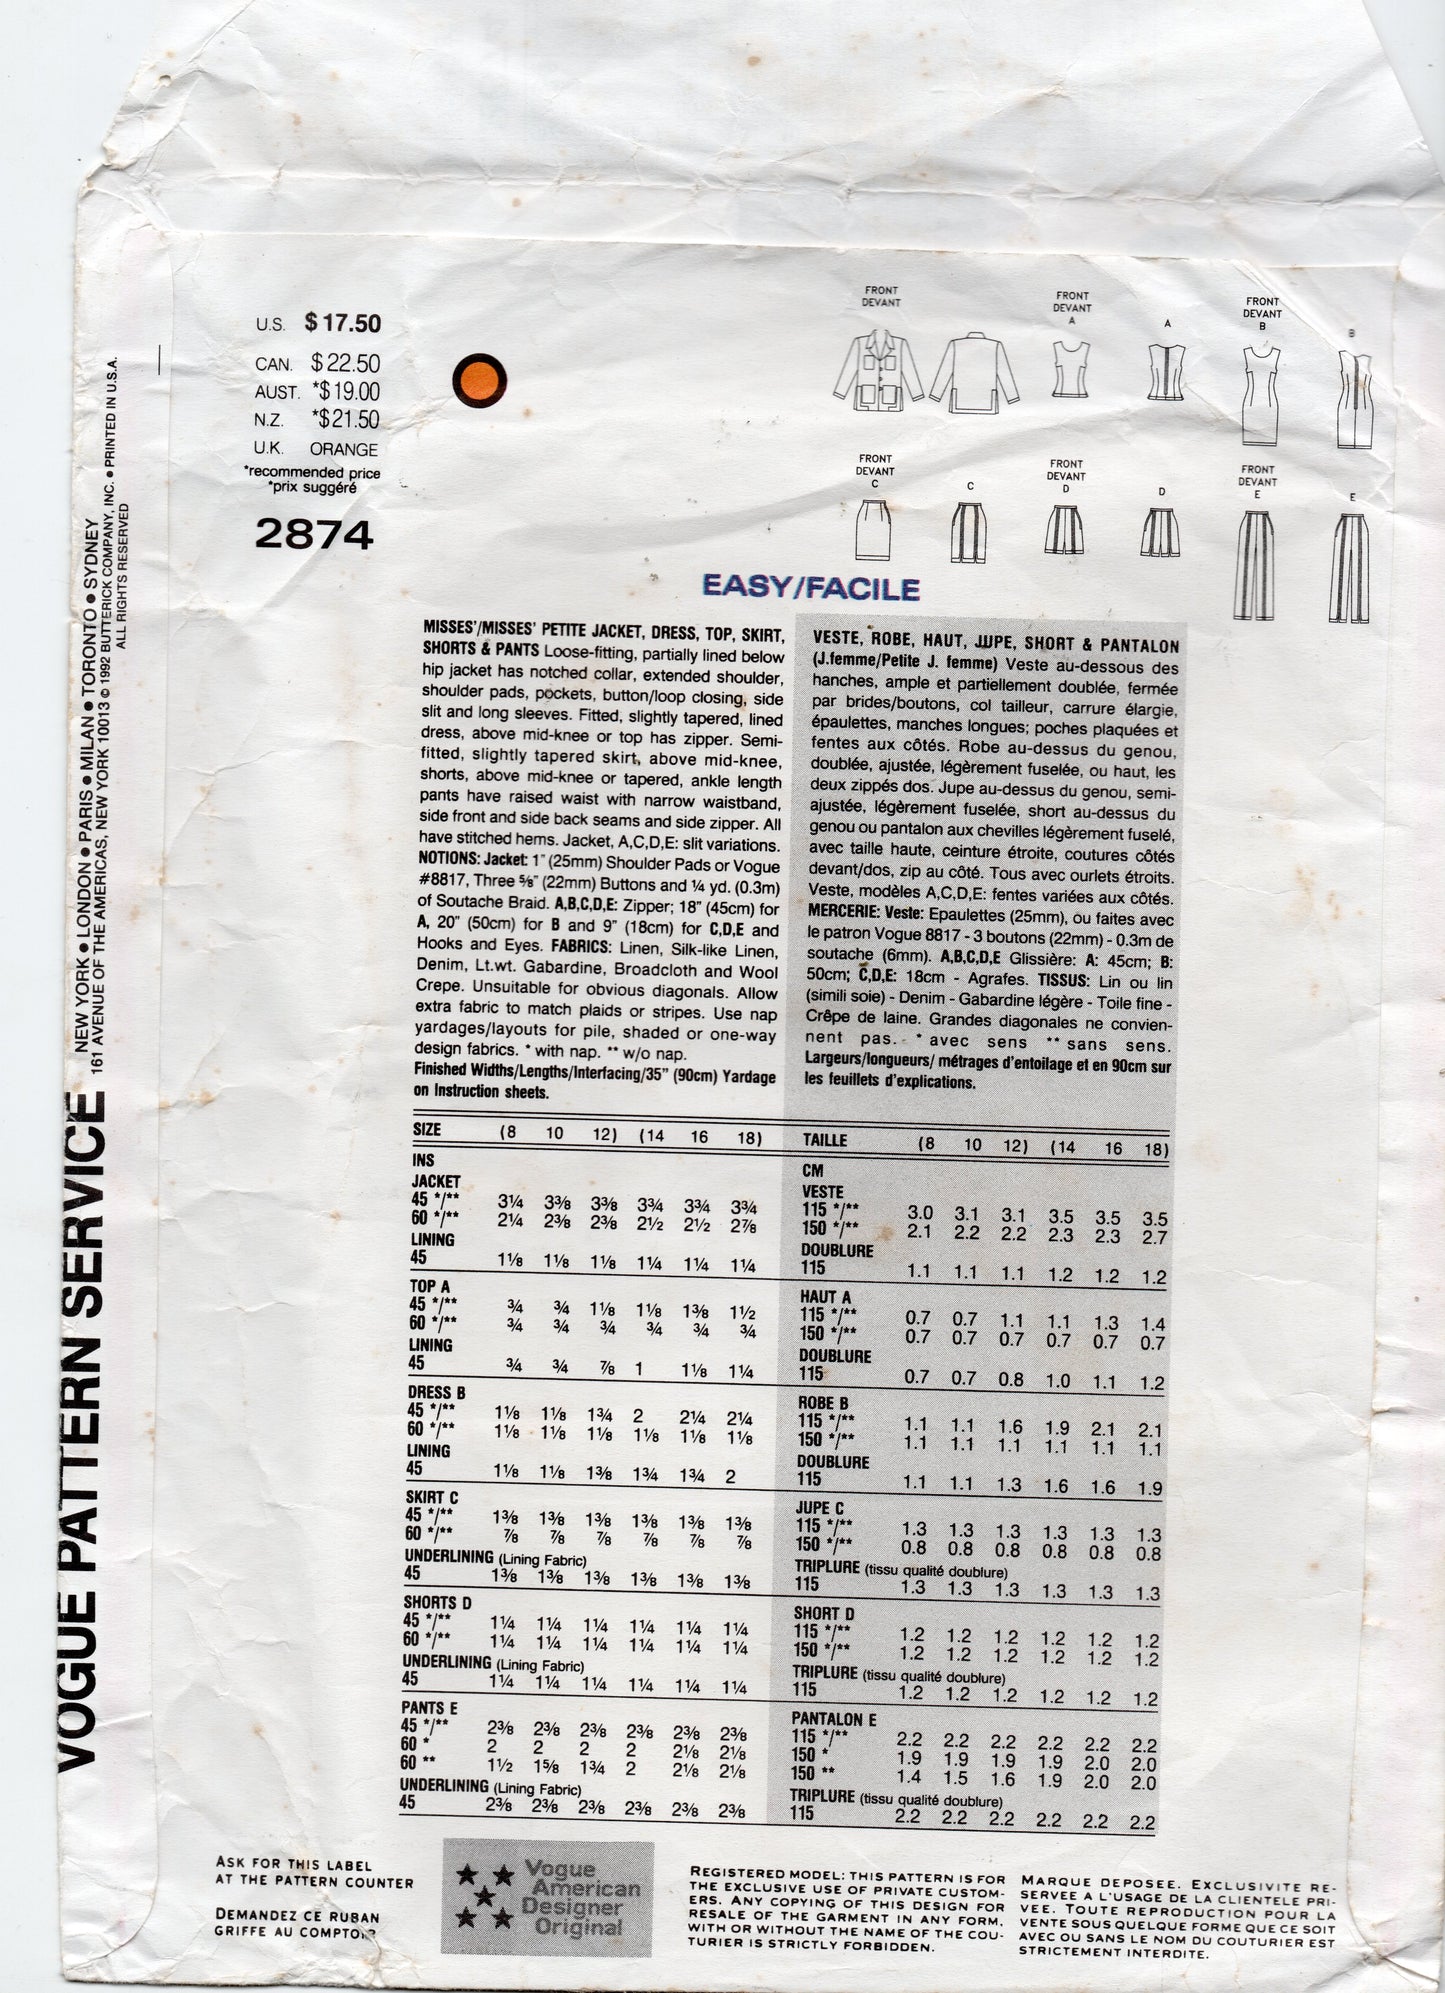 FRONT
DEVANT
FRONT
DEVANT
A
A
FRONT
DEVANT
B
B
FRONT
DEVANT
C
C
FRONT
DEVANT
D
D
FRONT
DEVANT
E
E
U.S. $17.50
CAN. $22.50
AUST. *$19.00
N.Z. *$21.50
U.K. ORANGE
*recommended price
*prix suggéré
2874
EASY/FACILE
VOGUE PATTERN SERVICE
NEW YORK • LONDON • PARIS • MILAN • TORONTO • SYDNEY
161 AVENUE OF THE AMERICAS, NEW YORK 10013 © 1992 BUTTERICK COMPANY, INC. • PRINTED IN U.S.A.
ALL RIGHTS RESERVED
MISSES'/MISSES' PETITE JACKET, DRESS, TOP, SKIRT,
SHORTS & PANTS Loose-fitting, partially lined below
hip jacket has notched collar, extended shoulder,
shoulder pads, pockets, button/loop closing, side
slit and long sleeves. Fitted, slightly tapered, lined
dress, above mid-knee or top has zipper. Semi-
fitted, slightly tapered skirt, above mid-knee,
shorts, above mid-knee or tapered, ankle length
pants have raised waist with narrow waistband,
side front and side back seams and side zipper. All
have stitched hems. Jacket, A,C,D,E: slit variations.
NOTIONS: Jacket: 1" (25mm) Shoulder Pads or Vogue
#8817, Three ⅝" (22mm) Buttons and ¼ yd. (0.3m)
of Soutache Braid. A,B,C,D,E: Zipper; 18" (45cm) for
A, 20" (50cm) for B and 9" (18cm) for C,D,E and
Hooks and Eyes. FABRICS: Linen, Silk-like Linen,
Denim, Lt.wt. Gabardine, Broadcloth and Wool
Crepe. Unsuitable for obvious diagonals. Allow
extra fabric to match plaids or stripes. Use nap
yardages/layouts for pile, shaded or one-way
design fabrics. * with nap. ** w/o nap.
Finished Widths/Lengths/Interfacing/35" (90cm) Yardage
on Instruction sheets.
VESTE, ROBE, HAUT, JUPE, SHORT & PANTALON
(J.femme/Petite J. femme) Veste au-dessous des
hanches, ample et partiellement doublée, fermée
par brides/boutons, col tailleur, carrure élargie,
épaulettes, manches longues; poches plaquées et
fentes aux côtés. Robe au-dessus du genou,
doublée, ajustée, légèrement fuselée, ou haut, les
deux zippés dos. Jupe au-dessus du genou, semi-
ajustée, légèrement fuselée, short au-dessus du
genou ou pantalon aux chevilles légèrement fuselé,
avec taille haute, ceinture étroite, coutures côtés
devant/dos, zip au côté. Tous avec ourlets étroits.
Veste, modèles A,C,D,E: fentes variées aux côtés.
MERCERIE: Veste: Epaulettes (25mm), ou faites avec
le patron Vogue 8817 - 3 boutons (22mm) - 0.3m de
soutache (6mm). A,B,C,D,E Glissière: A: 45cm; B:
50cm; C,D,E: 18cm - Agrafes. TISSUS: Lin ou lin
(simili soie) - Denim - Gabardine légère - Toile fine -
Crêpe de laine. Grandes diagonales ne convien-
nent pas. * avec sens ** sans sens.
Largeurs/longueurs/ métrages d'entoilage et en 90cm sur
les feuillets d'explications.
SIZE (8 10 12) (14 16 18)
INS
JACKET
45 */** 3¼ 3⅜ 3⅜ 3¾ 3¾ 3¾
60 */** 2¼ 2⅜ 2⅜ 2½ 2½ 2⅞
LINING
45 1⅛ 1⅛ 1⅛ 1¼ 1¼ 1¼
TOP A
45 */** ¾ ¾ 1⅛ 1⅛ 1⅜ 1½
60 */** ¾ ¾ ¾ ¾ ¾ ¾
LINING
45 ¾ ¾ ⅞ 1 1⅛ 1¼
DRESS B
45 */** 1⅛ 1⅛ 1¾ 2 2¼ 2¼
60 */** 1⅛ 1⅛ 1⅛ 1⅛ 1⅛ 1⅛
LINING
45 1⅛ 1⅛ 1⅜ 1¾ 1¾ 2
SKIRT C
45 */** 1⅜ 1⅜ 1⅜ 1⅜ 1⅜ 1⅜
60 */** ⅞ ⅞ ⅞ ⅞ ⅞ ⅞
UNDERLINING (Lining Fabric)
45 1⅜ 1⅜ 1⅜ 1⅜ 1⅜ 1⅜
SHORTS D
45 */** 1¼ 1¼ 1¼ 1¼ 1¼ 1¼
60 */** 1¼ 1¼ 1¼ 1¼ 1¼ 1¼
UNDERLINING (Lining Fabric)
45 1¼ 1¼ 1¼ 1¼ 1¼ 1¼
PANTS E
45 */** 2⅜ 2⅜ 2⅜ 2⅜ 2⅜ 2⅜
60 * 2 2 2 2 2⅛ 2⅛
60 ** 1½ 1⅝ 1¾ 2 2⅛ 2⅛
UNDERLINING (Lining Fabric)
45 2⅜ 2⅜ 2⅜ 2⅜ 2⅜ 2⅜
TAILLE (8 10 12) (14 16 18)
CM
VESTE
115 */** 3.0 3.1 3.1 3.5 3.5 3.5
150 */** 2.1 2.2 2.2 2.3 2.3 2.7
DOUBLURE
115 1.1 1.1 1.1 1.2 1.2 1.2
HAUT A
115 */** 0.7 0.7 1.1 1.1 1.3 1.4
150 */** 0.7 0.7 0.7 0.7 0.7 0.7
DOUBLURE
115 0.7 0.7 0.8 1.0 1.1 1.2
ROBE B
115 */** 1.1 1.1 1.6 1.9 2.1 2.1
150 */** 1.1 1.1 1.1 1.1 1.1 1.1
DOUBLURE
115 1.1 1.1 1.3 1.6 1.6 1.9
JUPE C
115 */** 1.3 1.3 1.3 1.3 1.3 1.3
150 */** 0.8 0.8 0.8 0.8 0.8 0.8
TRIPLURE (tissu qualité doublure)
115 1.3 1.3 1.3 1.3 1.3 1.3
SHORT D
115 */** 1.2 1.2 1.2 1.2 1.2 1.2
150 */** 1.2 1.2 1.2 1.2 1.2 1.2
TRIPLURE (tissu qualité doublure)
115 1.2 1.2 1.2 1.2 1.2 1.2
PANTALON E
115 */** 2.2 2.2 2.2 2.2 2.2 2.2
150 * 1.9 1.9 1.9 1.9 2.0 2.0
150 ** 1.4 1.5 1.6 1.9 2.0 2.0
TRIPLURE (tissu qualité doublure)
115 2.2 2.2 2.2 2.2 2.2 2.2
ASK FOR THIS LABEL
AT THE PATTERN COUNTER
DEMANDEZ CE RUBAN
GRIFFE AU COMPTOIR
Vogue
American
Designer
Original
REGISTERED MODEL: THIS PATTERN IS FOR
THE EXCLUSIVE USE OF PRIVATE CUSTOM-
ERS. ANY COPYING OF THIS DESIGN FOR
RESALE OF THE GARMENT IN ANY FORM,
WITH OR WITHOUT THE NAME OF THE COU-
TURIER IS STRICTLY FORBIDDEN.
MARQUE DEPOSEE. EXCLUSIVITE RE-
SERVEE A L'USAGE DE LA CLIENTELE PRI-
VEE. TOUTE REPRODUCTION POUR LA
VENTE SOUS QUELQUE FORME QUE CE SOIT
AVEC OU SANS LE NOM DU COUTURIER EST
STRICTEMENT INTERDITE.